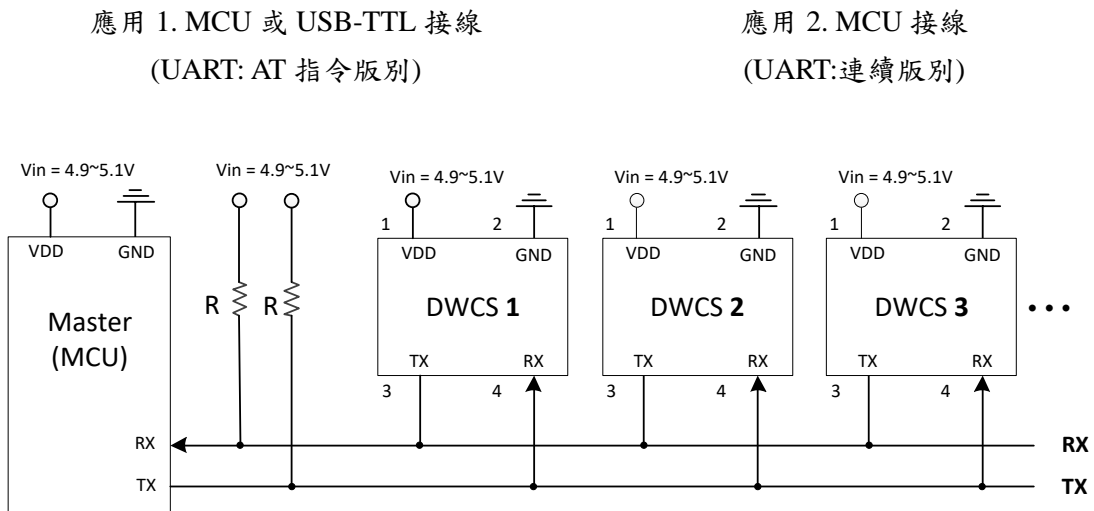 應用 1. MCU 或 USB-TTL 接線
(UART: AT 指令版別)
應用 2. MCU 接線
(UART:連續版別)
Vin = 4.9~5.1V
Vin = 4.9~5.1V
Vin = 4.9~5.1V
Vin = 4.9~5.1V
Vin = 4.9~5.1V
1 2
1 2
1 2
VDD GND
VDD GND
VDD GND
VDD GND
R R
Master
(MCU)
DWCS 1
DWCS 2
DWCS 3
• • •
TX RX
TX RX
TX RX
3 4
3 4
3 4
RX
RX
TX
TX